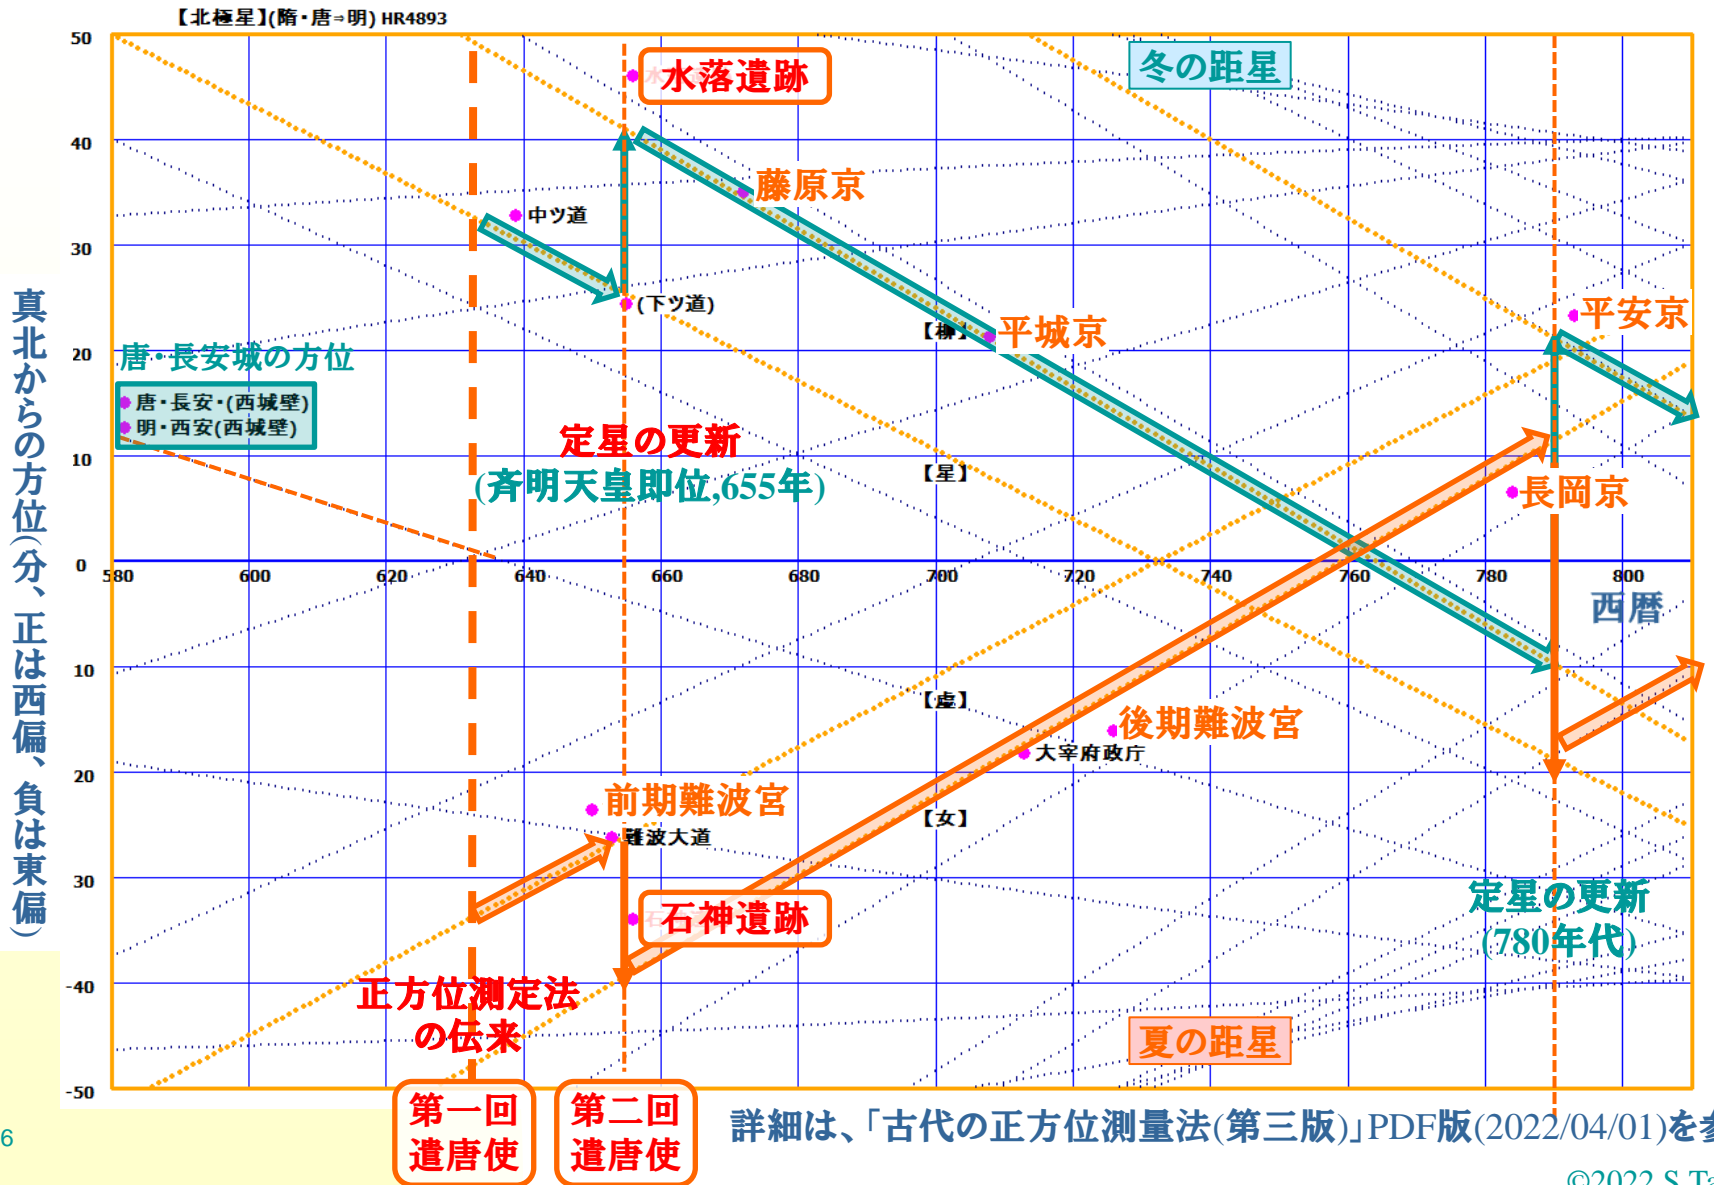 【北極星】(隋・唐⇒明) HR4893
50
40
30
20
10
0
10
20
30
-40
-50
580
600
620
640
660
680
700
720
740
760
780
800
西暦
真北からの方位(分、正は西偏、負は東偏)
水落遺跡
冬の距星
藤原京
中ツ道
(下ツ道)
【柳】
平城京
平安京
唐・長安城の方位
唐・長安・(西城壁)
明・西安(西城壁)
定星の更新
(斉明天皇即位,655年)
【星】
長岡京
【虚】
後期難波宮
大宰府政庁
前期難波宮
難波大道
【女】
石神遺跡
定星の更新
(780年代)
正方位測定法
の伝来
夏の距星
第一回
遣唐使
第二回
遣唐使
詳細は、「古代の正方位測量法(第三版)」PDF版(2022/04/01)を参
6
©2022 S.Ta